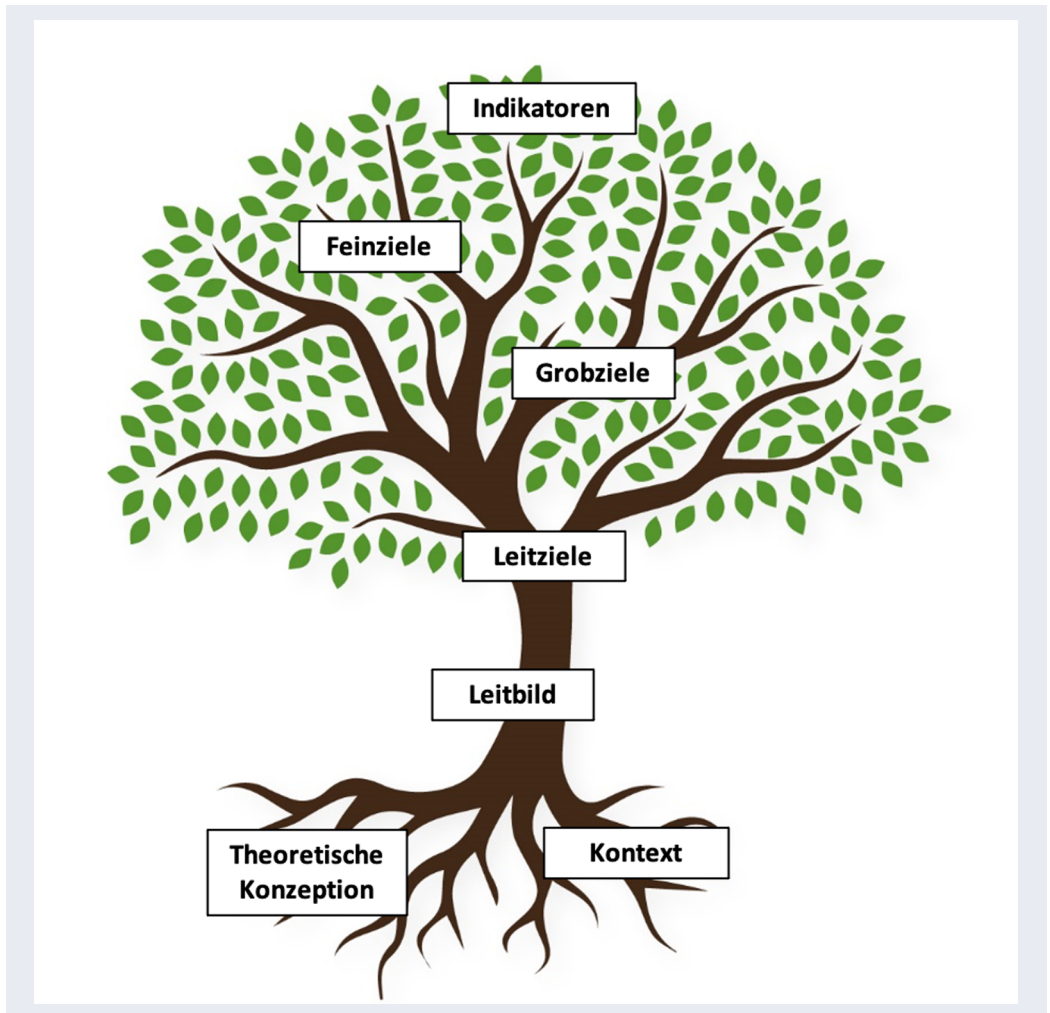 Indikatoren
Feinziele
Grobziele
Leitziele
Leitbild
Theoretische
Konzeption
Kontext